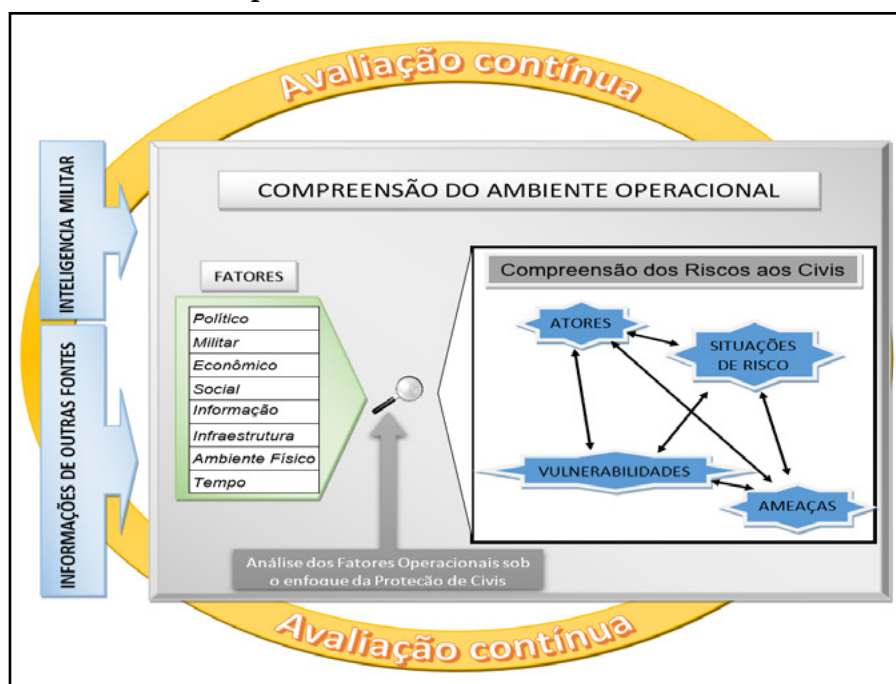 Avaliação contínua
INTELIGENCIA MILITAR
INFORMAÇÕES DE OUTRAS FONTES
COMPREENSÃO DO AMBIENTE OPERACIONAL
FATORES
Político
Militar
Econômico
Social
Informação
Infraestrutura
Ambiente Físico
Tempo
Análise dos Fatores Operacionais sob
o enfoque da Proteção de Civis
Compreensão dos Riscos aos Civis
ATORES
SITUAÇÕES
DE RISCO
VULNERABILIDADES
AMEAÇAS
Avaliação contínua